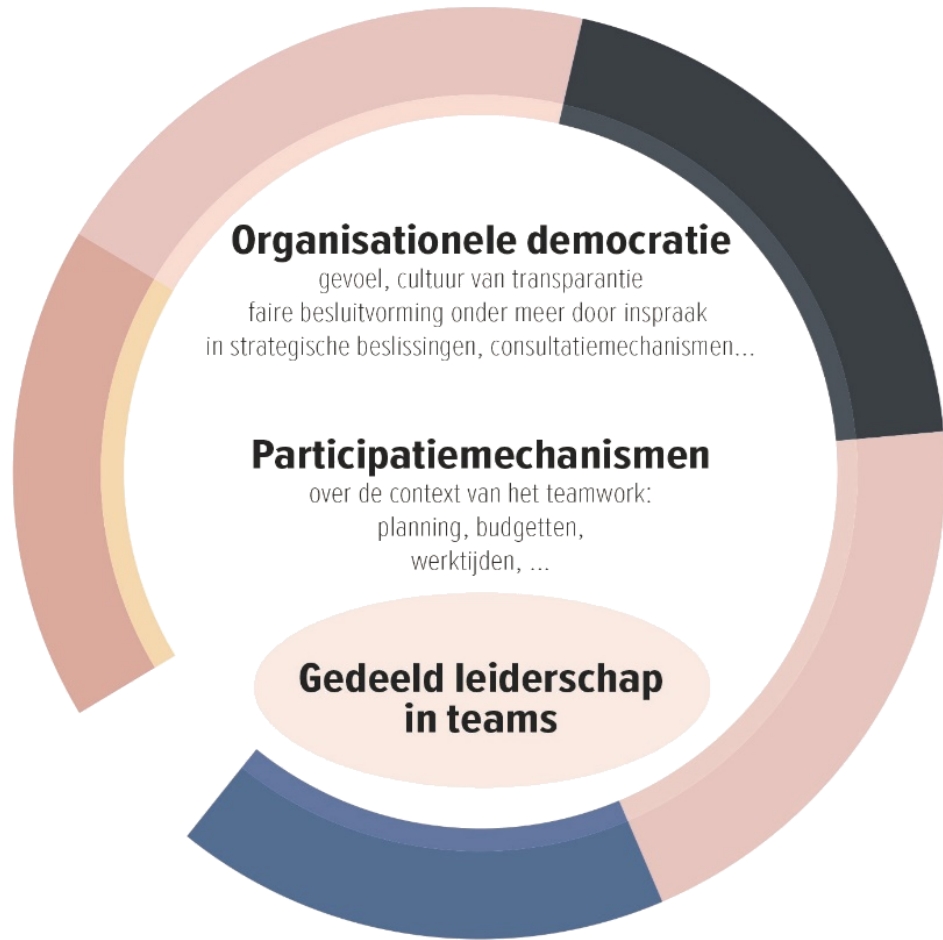 Organisationele democratie
gevoel, cultuur van transparantie
faire besluitvorming onder meer door inspraak
in strategische beslissingen, consultatiemechanismen...
Participatiemechanismen
over de context van het teamwork:
planning, budgetten,
werktijden, ...
Gedeeld leiderschap
in teams